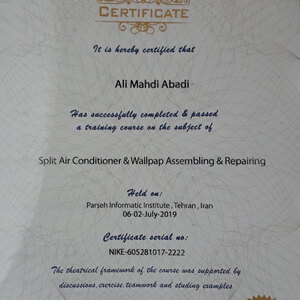 CERTIFICATE
It is hereby certified that
Ali Mahdi Abadi
Has successfully completed & passed
a training course on the subject of
Split Air Conditioner & Wallpap Assembling & Repairing
Held on:
Parseh Informatic Institute , Tehran , Iran
06-02-July-2019
Certificate serial no:
NIKE-605281017-2222
The theatrical framework of the course was supported by
discussions,exercise,teamwork and studing examples